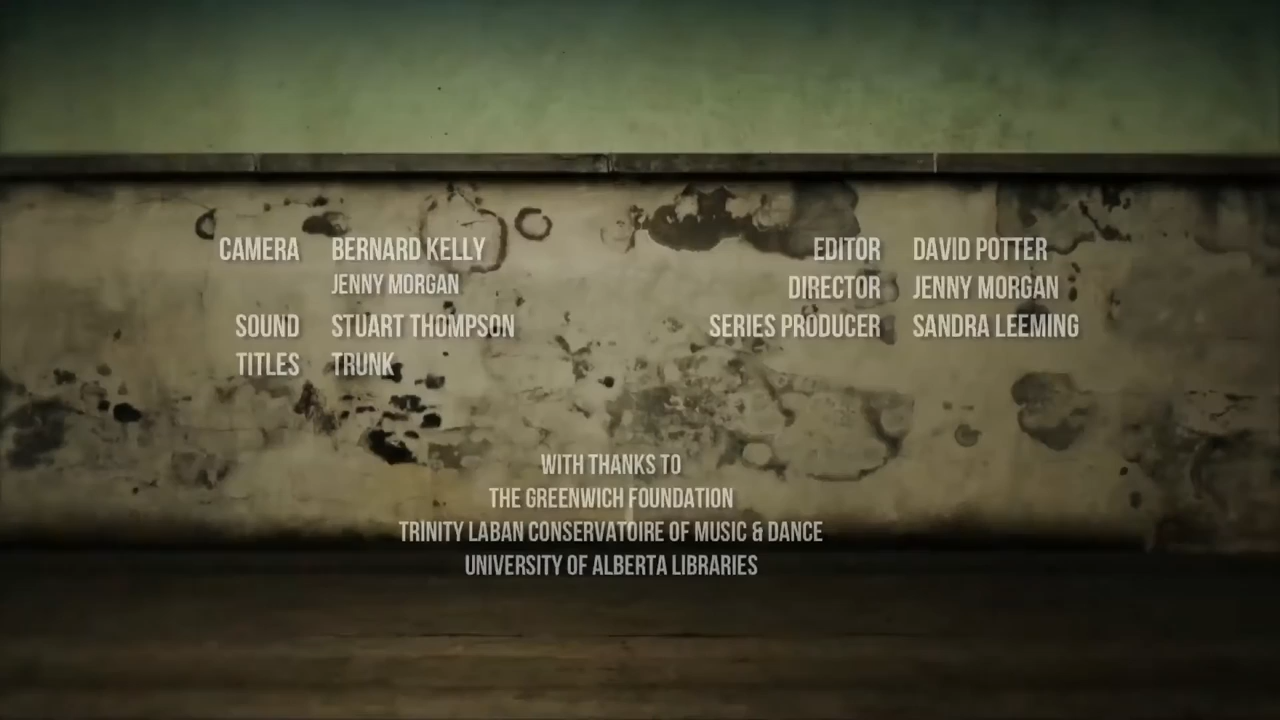 CAMERA BERNARD KELLY
JENNY MORGAN
SOUND STUART THOMPSON
TITLES TRUNK
EDITOR DAVID POTTER
DIRECTOR JENNY MORGAN
SERIES PRODUCER SANDRA LEEMING
WITH THANKS TO
THE GREENWICH FOUNDATION
TRINITY LABAN CONSERVATOIRE OF MUSIC & DANCE
UNIVERSITY OF ALBERTA LIBRARIES